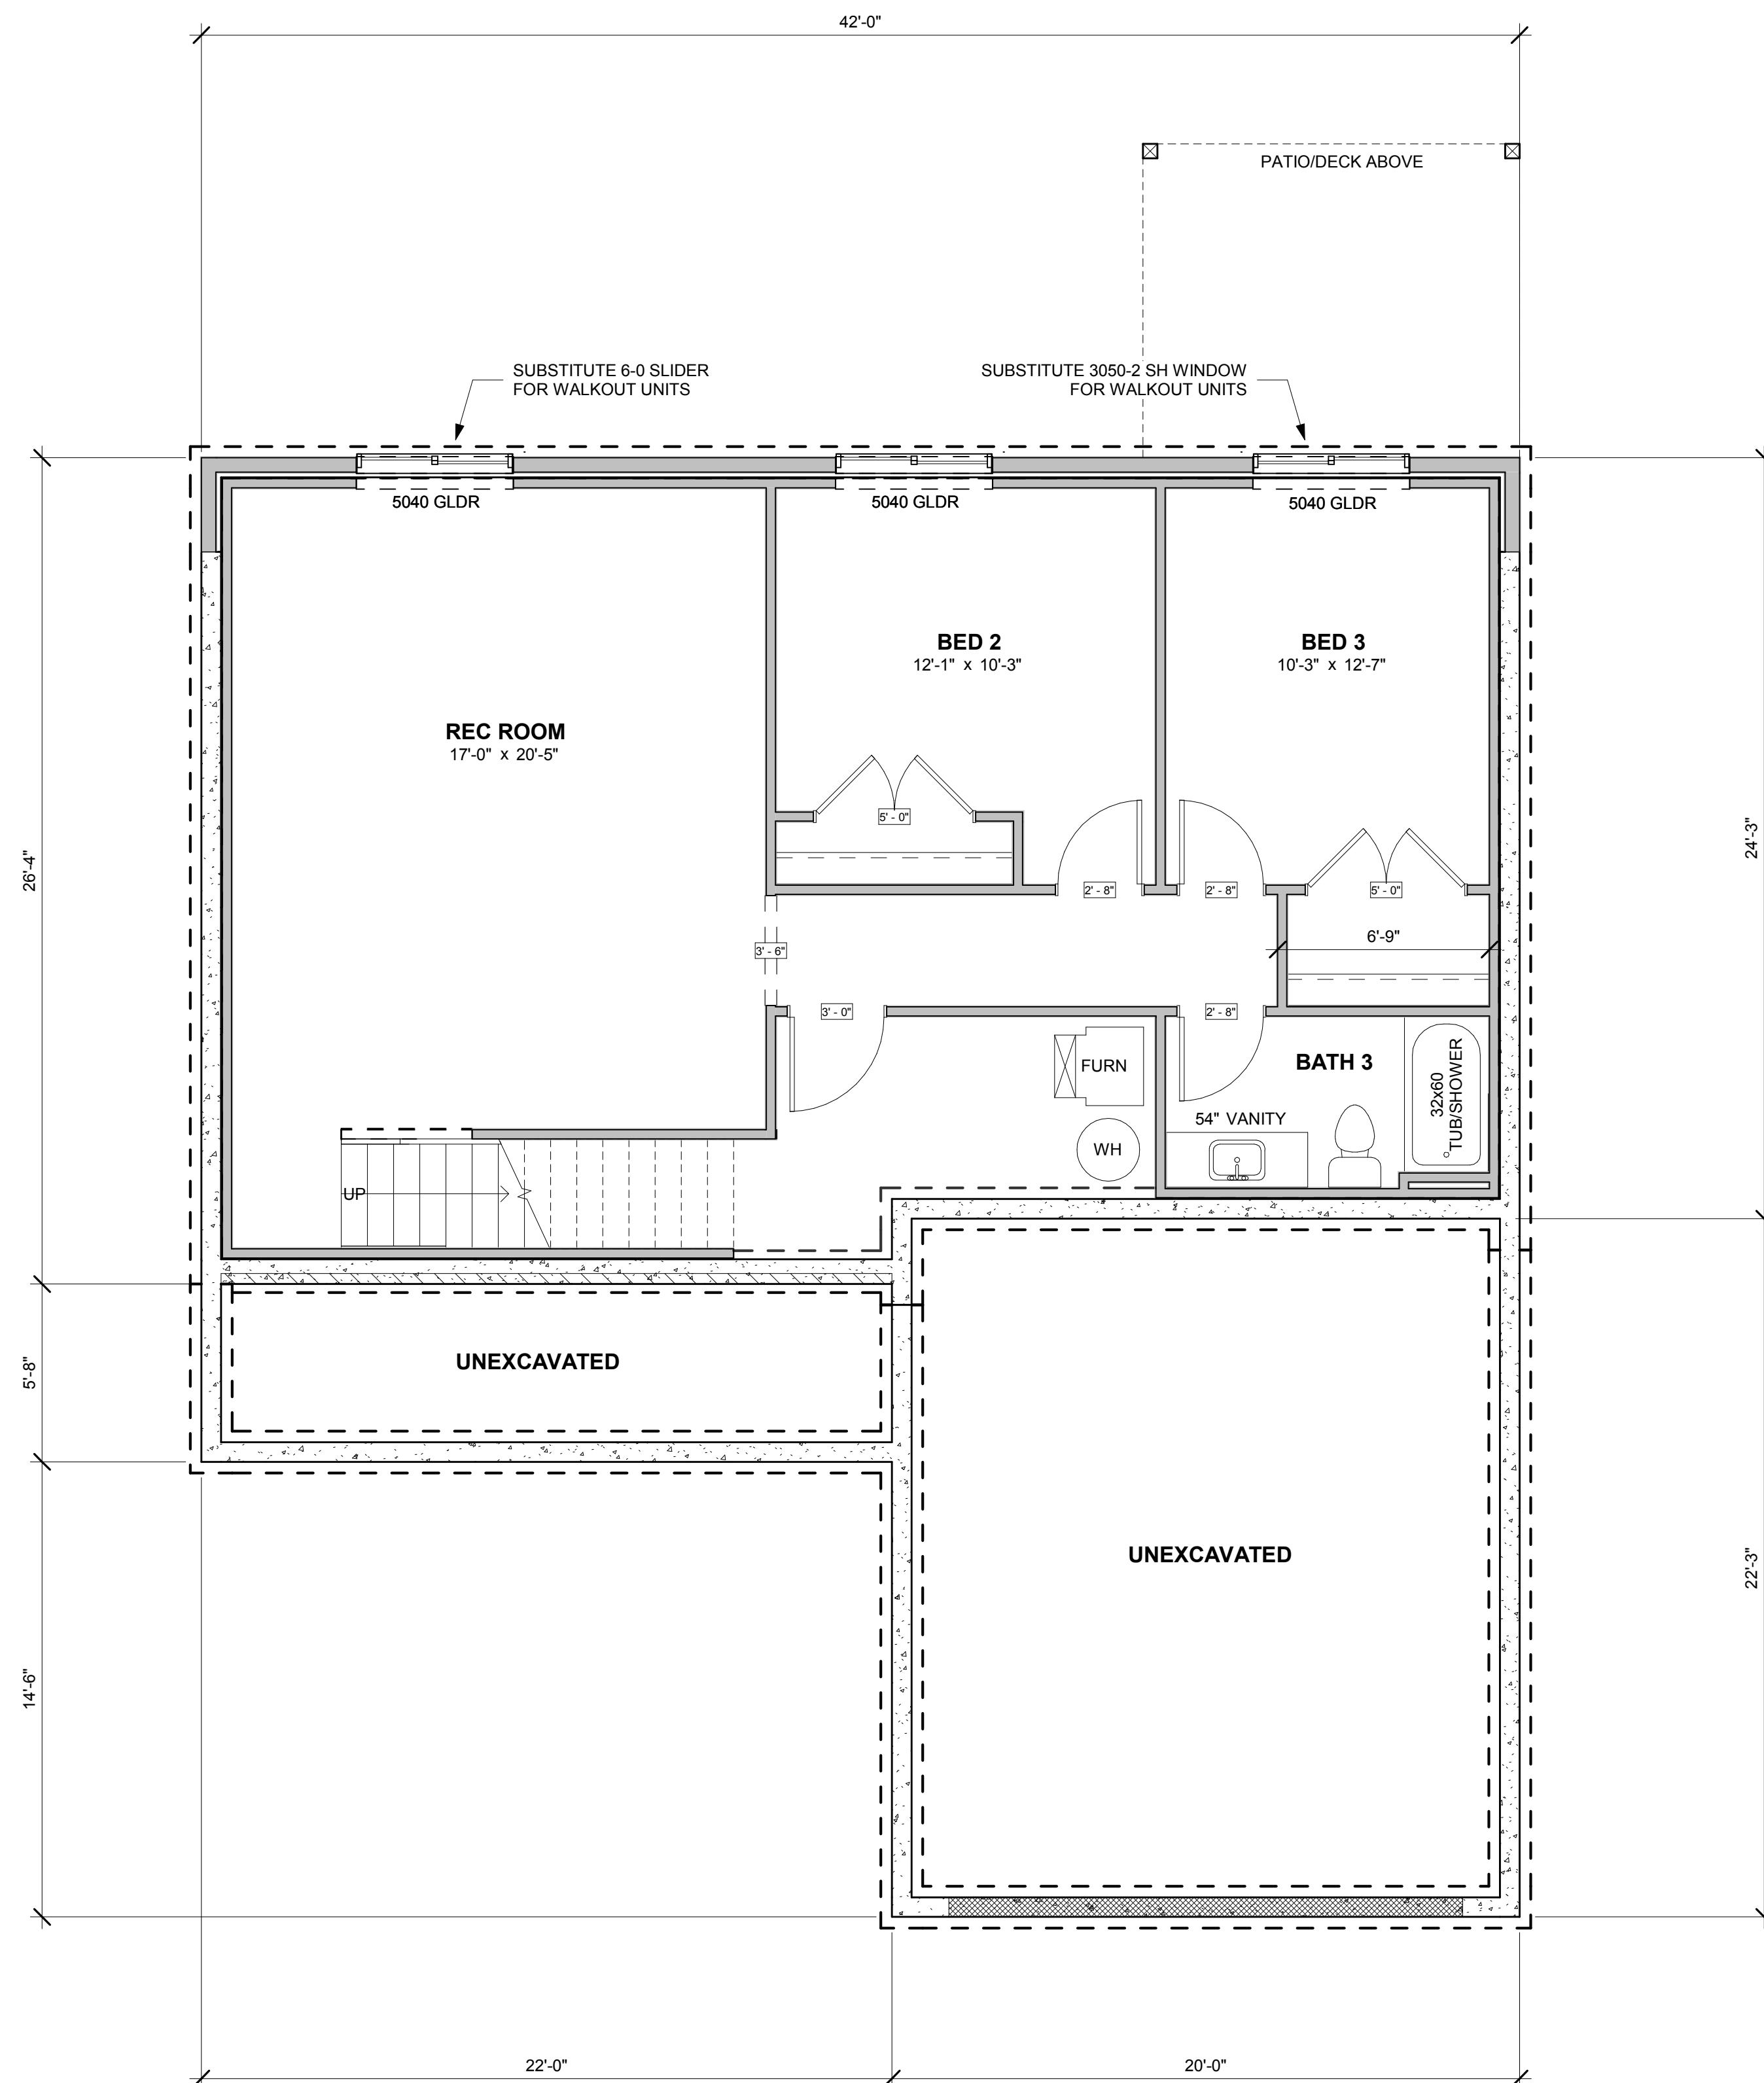 42'-0"
PATIO/DECK ABOVE
SUBSTITUTE 6-0 SLIDER
FOR WALKOUT UNITS
SUBSTITUTE 3050-2 SH WINDOW
FOR WALKOUT UNITS
5040 GLDR
5040 GLDR
5040 GLDR
BED 2
12'-1" x 10'-3"
BED 3
10'-3" x 12'-7"
REC ROOM
17'-0" x 20'-5"
5' - 0"
26'-4"
24'-3"
2' - 8"
2' - 8"
5' - 0"
3' - 6"
6'-9"
3' - 0"
2' - 8"
FURN
BATH 3
32x60
TUB/SHOWER
54" VANITY
WH
UP
UNEXCAVATED
5'-8"
UNEXCAVATED
22'-3"
14'-6"
22'-0"
20'-0"